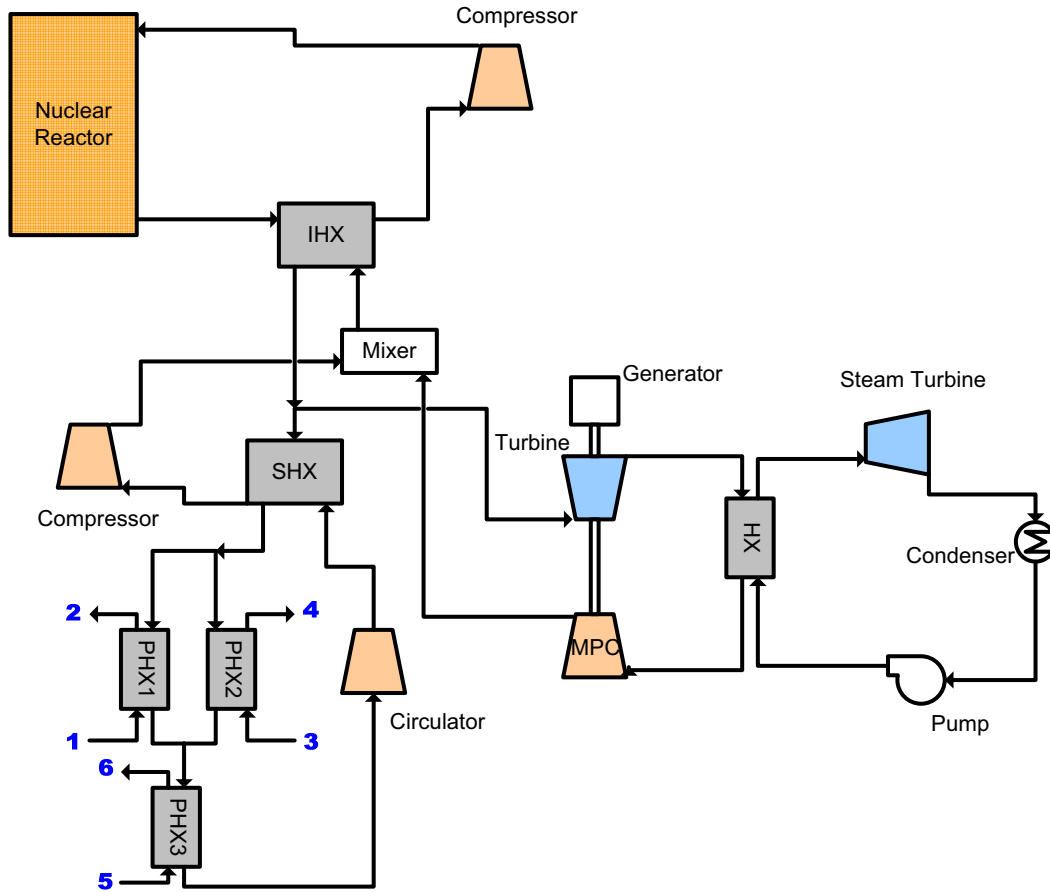 Compressor
Nuclear
Reactor
IHX
Mixer
Generator
Steam Turbine
Turbine
SHX
Compressor
HX
Condenser
2
4
PHX1
PHX2
MPC
Circulator
Pump
1
3
6
PHX3
5